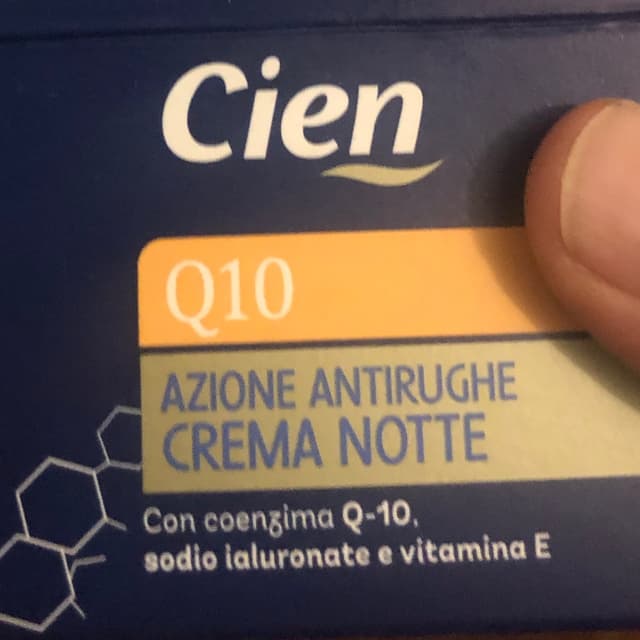 Cien
Q10
AZIONE ANTIRUGHE
CREMA NOTTE
Con coenzima Q-10,
sodio ialuronate e vitamina E